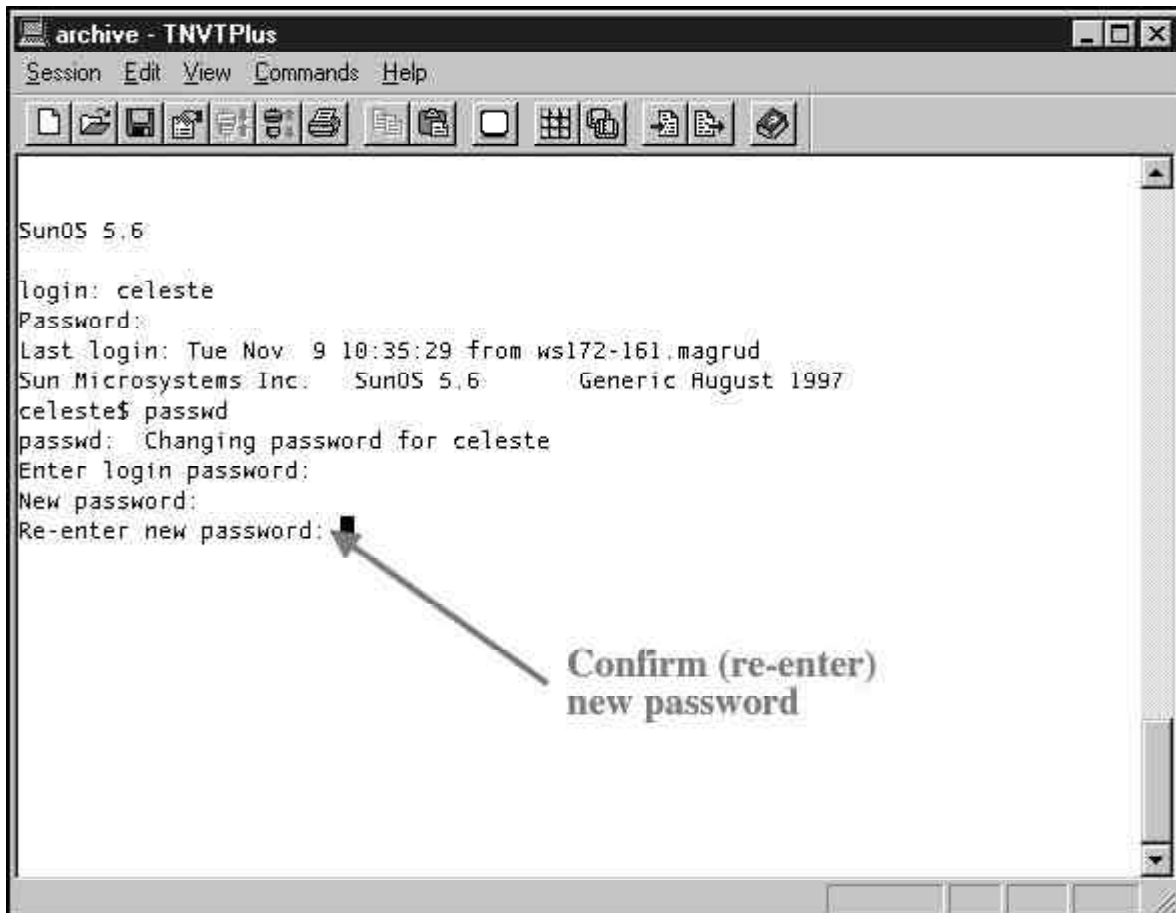 archive - TNVTPlus
Session Edit View Commands Help
SunOS 5.6
login: celeste
Password:
Last login: Tue Nov  9 10:35:29 from ws172-161.magrud
Sun Microsystems Inc.   SunOS 5.6       Generic August 1997
celeste$ passwd
passwd:  Changing password for celeste
Enter login password:
New password:
Re-enter new password:
Confirm (re-enter)
new password